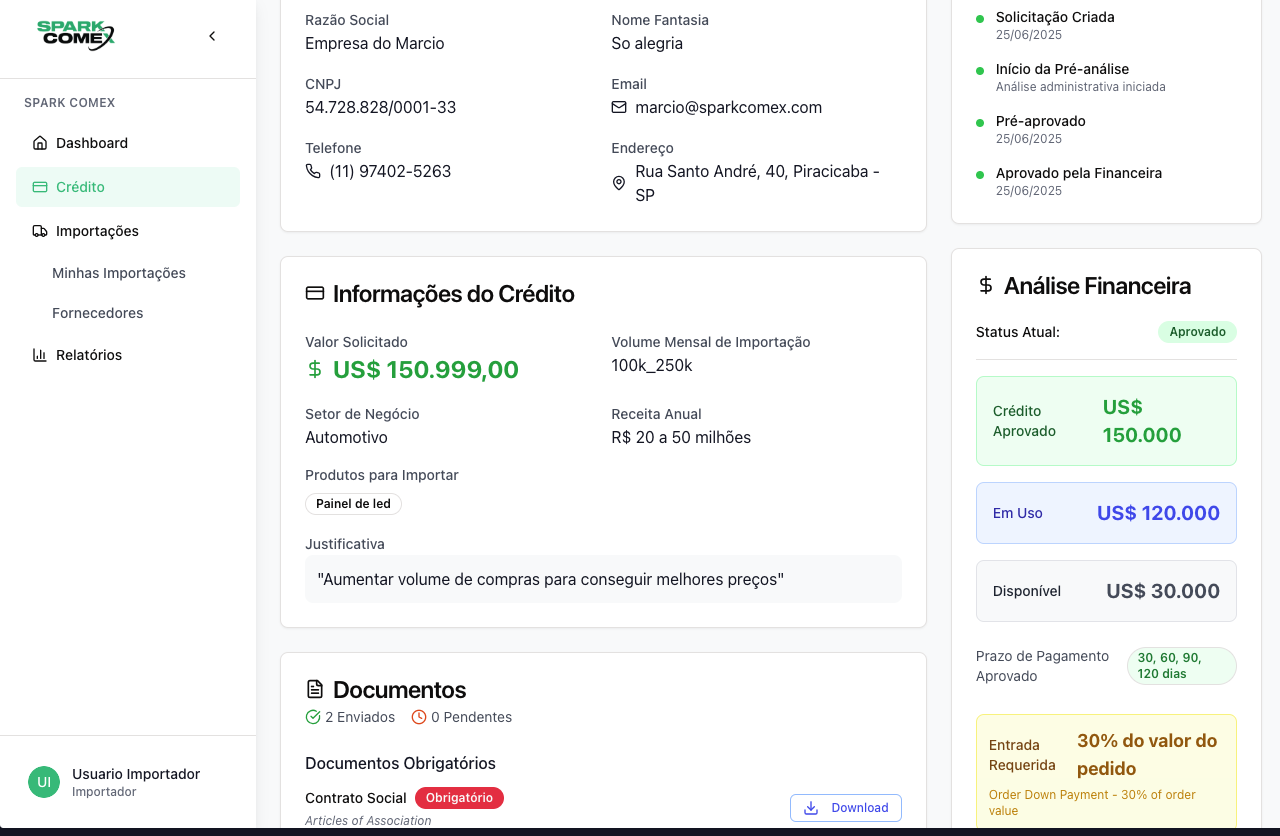 SPARK
COMEX
SPARK COMEX
Dashboard
Crédito
Importações
Minhas Importações
Fornecedores
Relatórios
UI
Usuario Importador
Importador
Razão Social
Empresa do Marcio
Nome Fantasia
So alegria
CNPJ
54.728.828/0001-33
Email
marcio@sparkcomex.com
Telefone
(11) 97402-5263
Endereço
Rua Santo André, 40, Piracicaba -
SP
Informações do Crédito
Valor Solicitado
US$ 150.999,00
Volume Mensal de Importação
100k_250k
Setor de Negócio
Automotivo
Receita Anual
R$ 20 a 50 milhões
Produtos para Importar
Painel de led
Justificativa
"Aumentar volume de compras para conseguir melhores preços"
Documentos
2 Enviados 0 Pendentes
Documentos Obrigatórios
Contrato Social Obrigatório
Articles of Association
Download
Solicitação Criada
25/06/2025
Início da Pré-análise
Análise administrativa iniciada
Pré-aprovado
25/06/2025
Aprovado pela Financeira
25/06/2025
$ Análise Financeira
Status Atual: Aprovado
Crédito
Aprovado
US$
150.000
Em Uso US$ 120.000
Disponível US$ 30.000
Prazo de Pagamento
Aprovado
30, 60, 90,
120 dias
Entrada
Requerida
30% do valor do
pedido
Order Down Payment - 30% of order
value